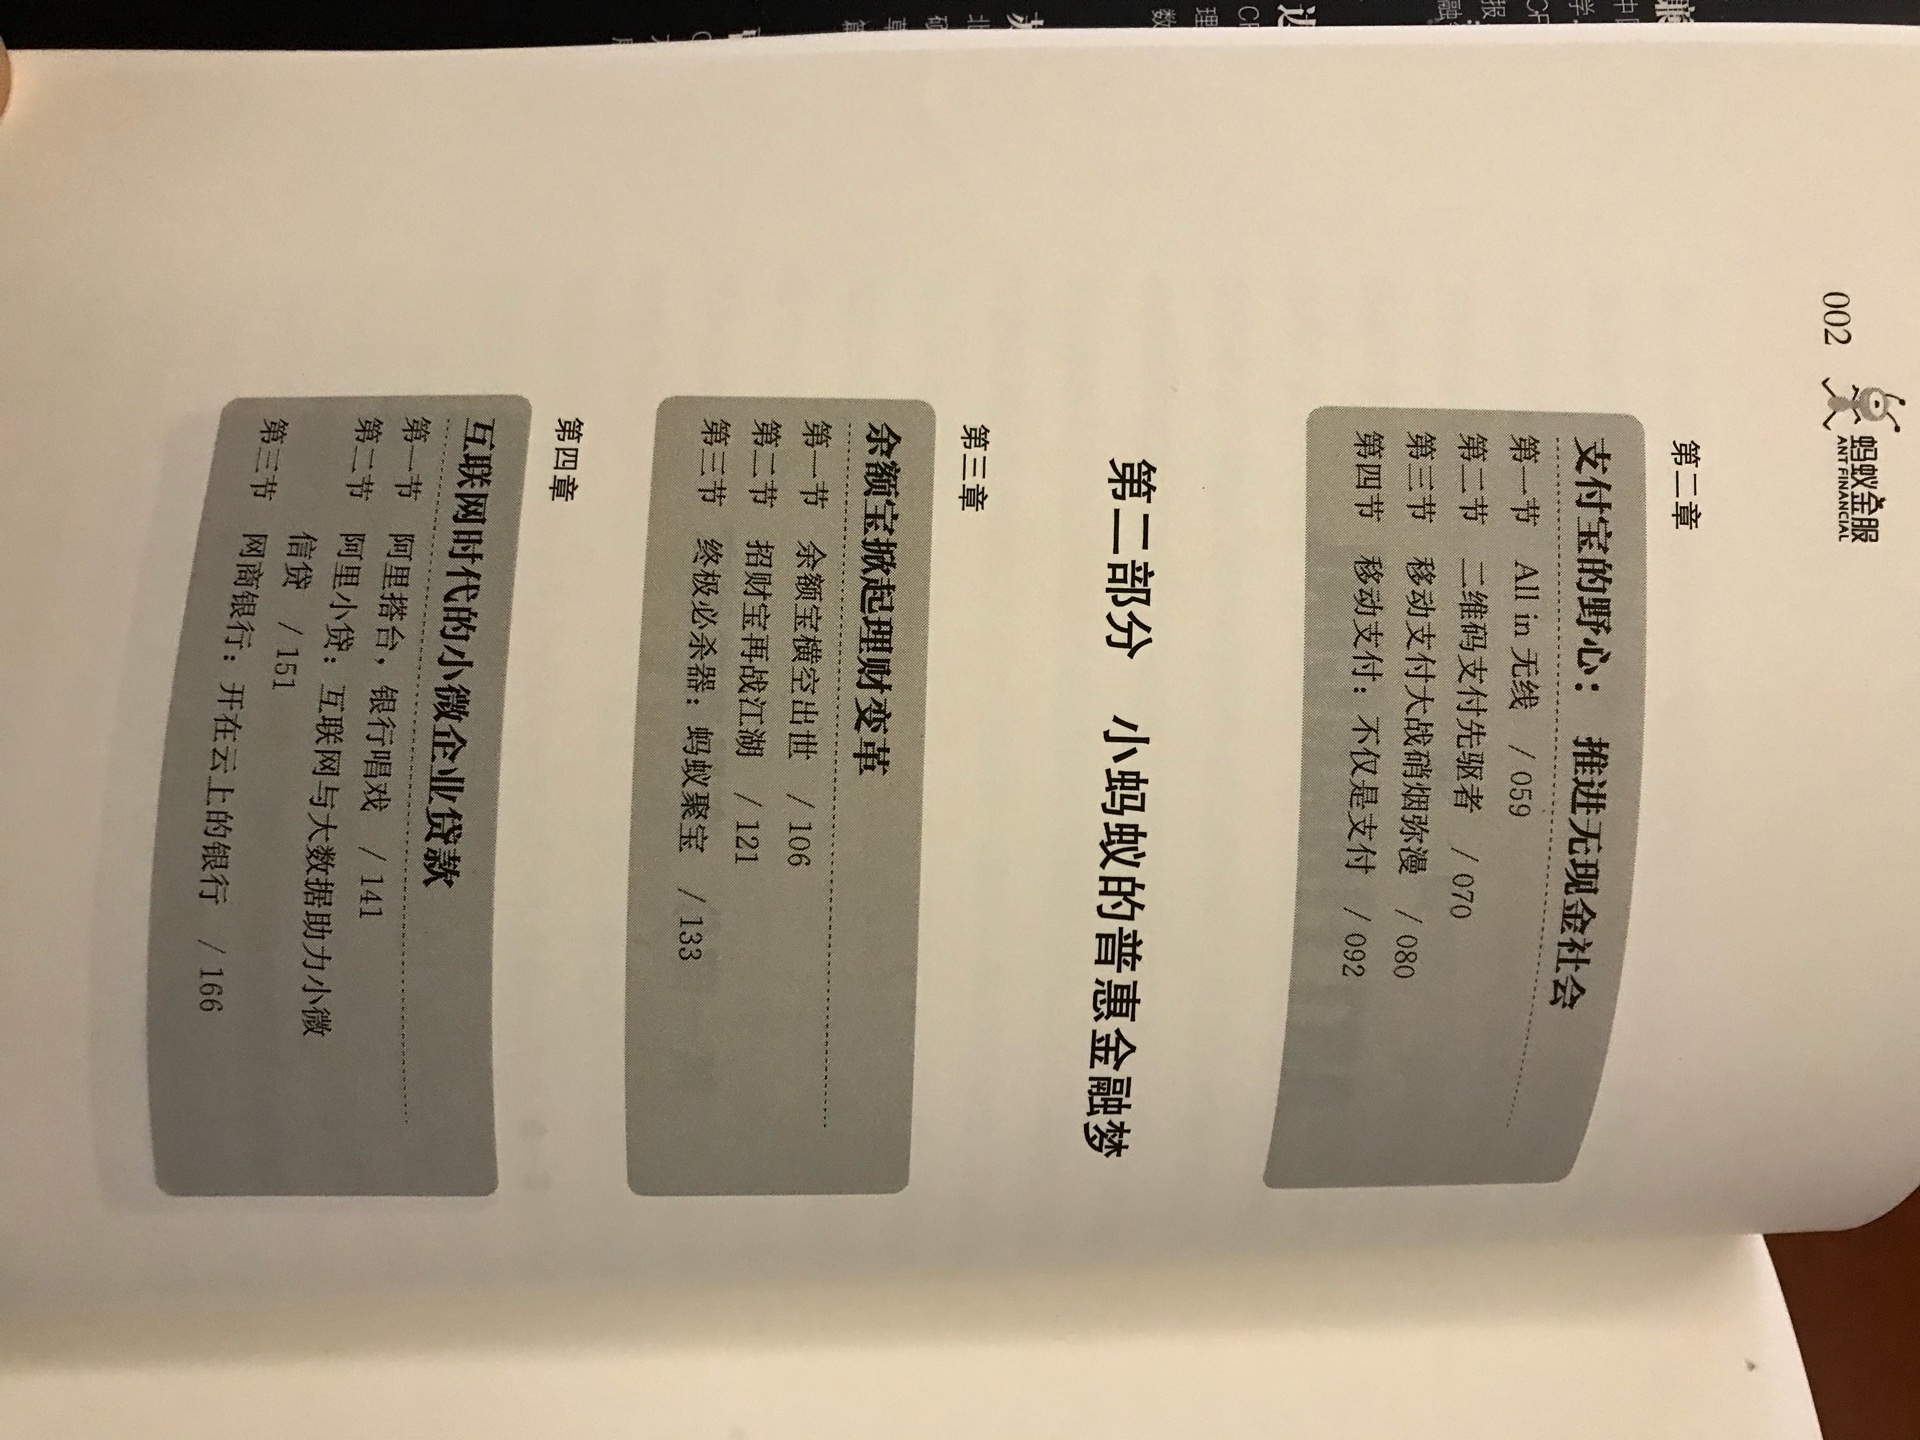 002
蚂蚁金服
ANT FINANCIAL
第二章
支付宝的野心：推进无现金社会
第一节 All in 无线 / 059
第二节 二维码支付先驱者 / 070
第三节 移动支付大战硝烟弥漫 / 080
第四节 移动支付：不仅是支付 / 092
第二部分 小蚂蚁的普惠金融梦
第三章
余额宝掀起理财变革
第一节 余额宝横空出世 / 106
第二节 招财宝再战江湖 / 121
第三节 终极必杀器：蚂蚁聚宝 / 133
第四章
互联网时代的小微企业贷款
第一节 阿里搭台，银行唱戏 / 141
第二节 阿里小贷：互联网与大数据助力小微
信贷 / 151
第三节 网商银行：开在云上的银行 / 166